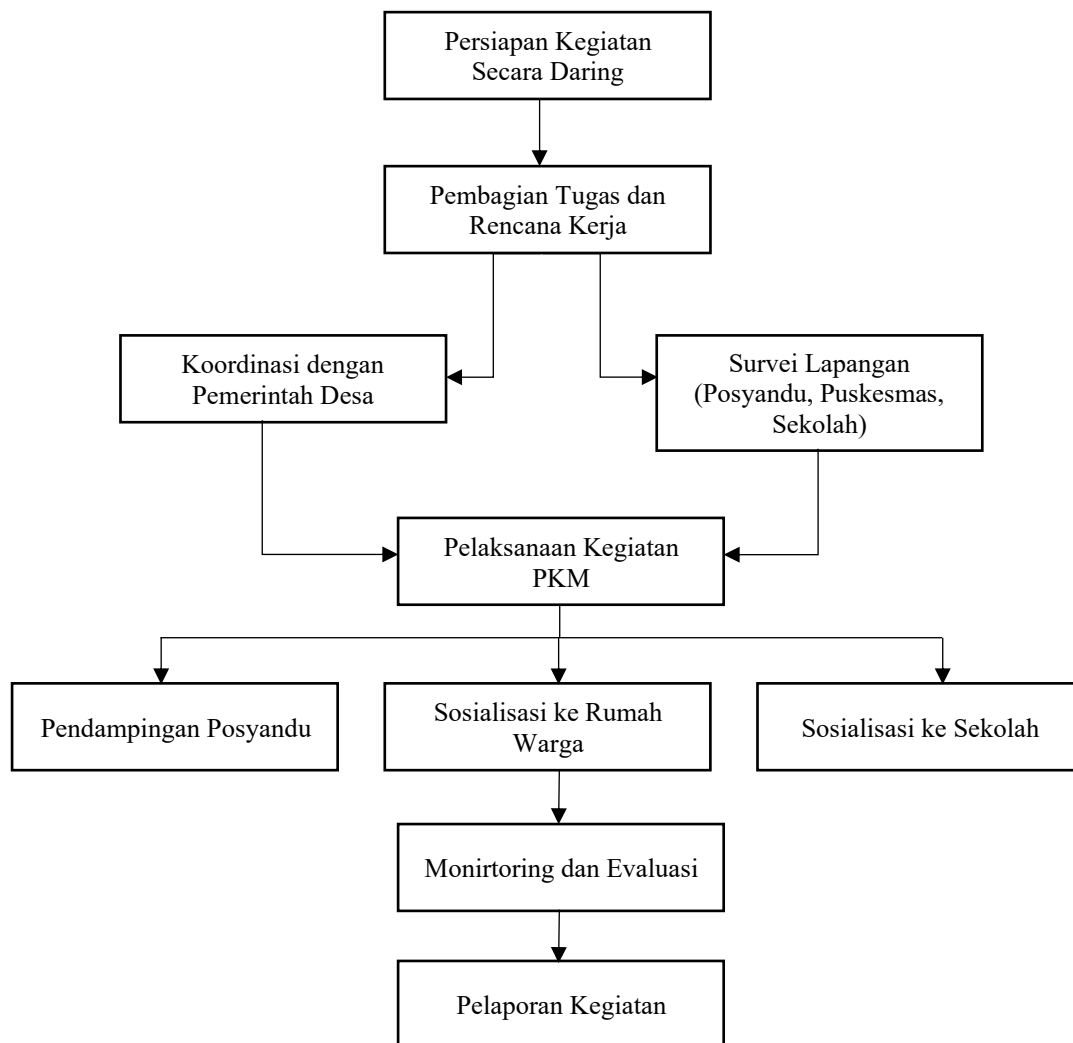 Persiapan Kegiatan
Secara Daring
Pembagian Tugas dan
Rencana Kerja
Koordinasi dengan
Pemerintah Desa
Survei Lapangan
(Posyandu, Puskesmas,
Sekolah)
Pelaksanaan Kegiatan
PKM
Pendampingan Posyandu
Sosialisasi ke Rumah
Warga
Sosialisasi ke Sekolah
Monirtoring dan Evaluasi
Pelaporan Kegiatan